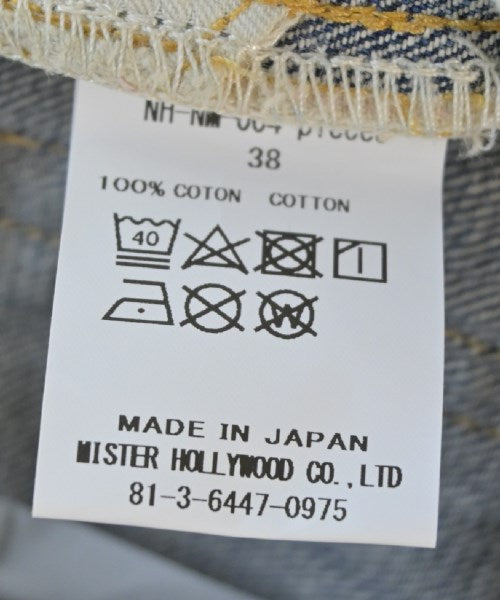 38
100% COTON COTTON
40
W
MADE IN JAPAN
MISTER HOLLYWOOD CO.,LTD
81-3-6447-0975